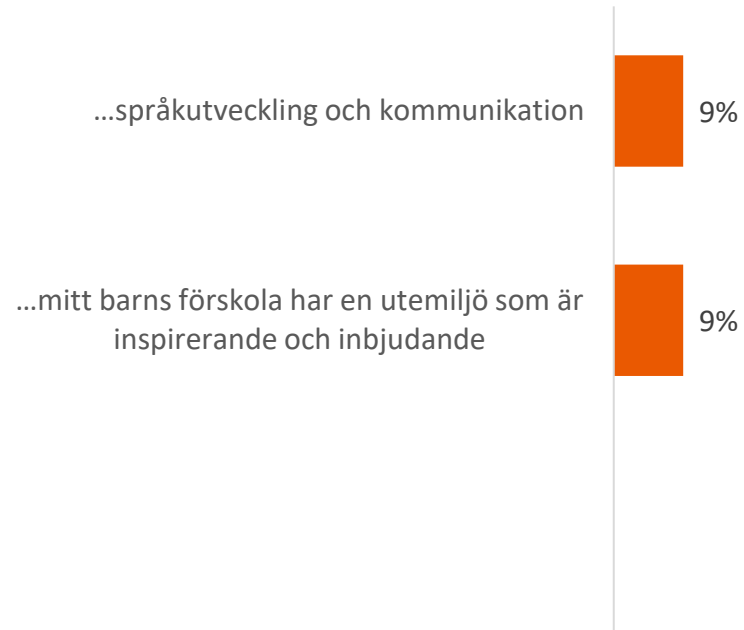 …språkutveckling och kommunikation
9%
…mitt barns förskola har en utemiljö som är
inspirerande och inbjudande
9%